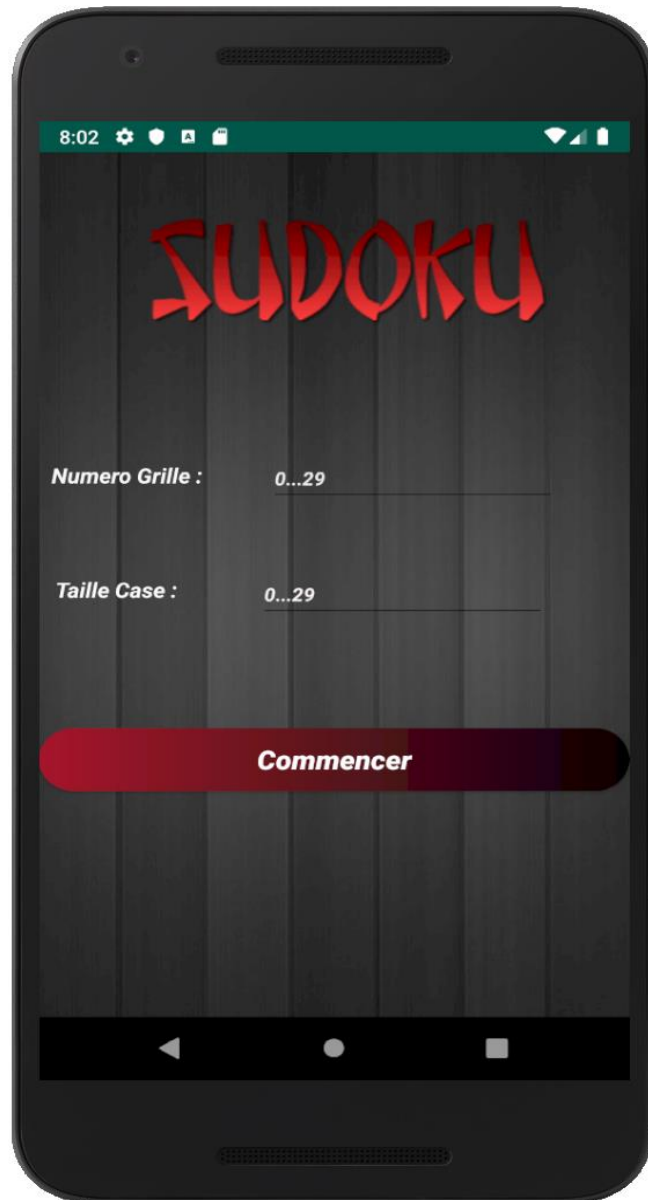 8:02
SUDOKU
Numero Grille : 0...29
Taille Case : 0...29
Commencer